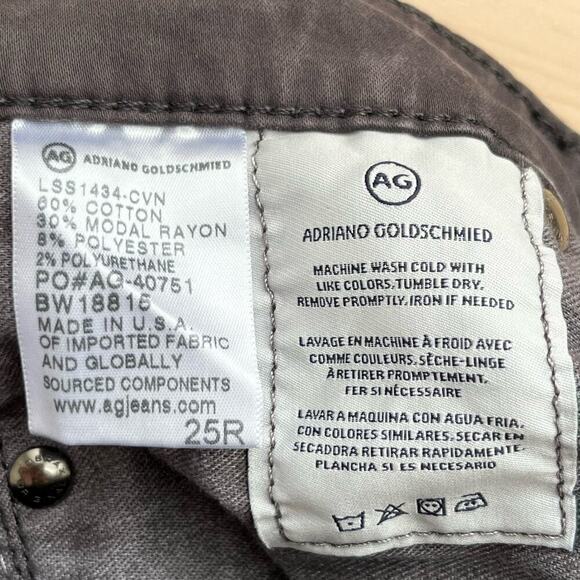 AG ADRIANO GOLDSCHMIED
LSS1434-CVN
60% COTTON
30% MODAL RAYON
8% POLYESTER
2% POLYURETHANE
PO#AG-40751
BW18815
MADE IN U.S.A.
OF IMPORTED FABRIC
AND GLOBALLY
SOURCED COMPONENTS
www.agjeans.com
25R
AG
ADRIANO GOLDSCHMIED
MACHINE WASH COLD WITH
LIKE COLORS. TUMBLE DRY.
REMOVE PROMPTLY. IRON IF NEEDED
LAVAGE EN MACHINE À FROID AVEC
COMME COULEURS. SÈCHE-LINGE
À RETIRER PROMPTEMENT.
FER SI NÉCESSAIRE
LAVAR A MAQUINA CON AGUA FRIA.
CON COLORES SIMILARES. SECAR EN
SECADORA RETIRAR RAPIDAMENTE.
PLANCHA SI ES NECESARIO